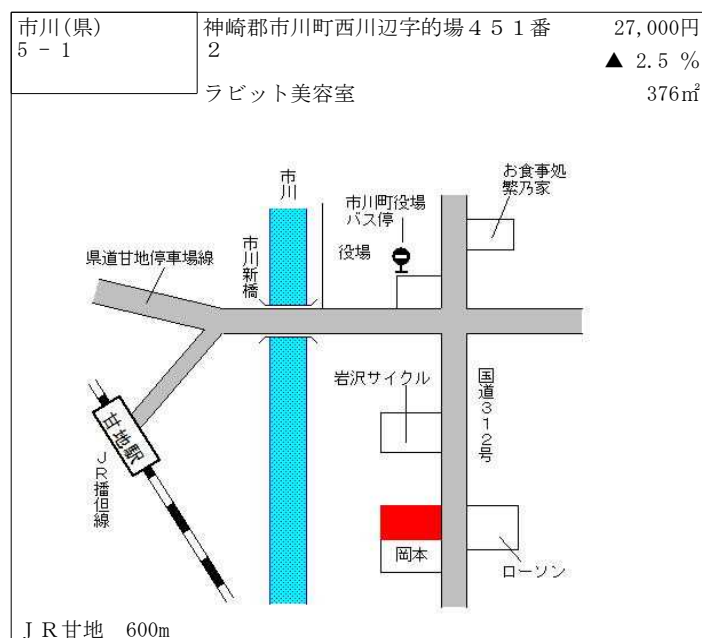 市川(県)
5 - 1
神崎郡市川町西川辺字的場４５１番
２
27,000円
▲ 2.5 %
ラビット美容室
376㎡
市川
お食事処
繁乃家
市川町役場
バス停
役場
市川新橋
県道甘地停車場線
岩沢サイクル
国道３１２号
甘地駅
ＪＲ播但線
岡本
ローソン
ＪＲ甘地　600m